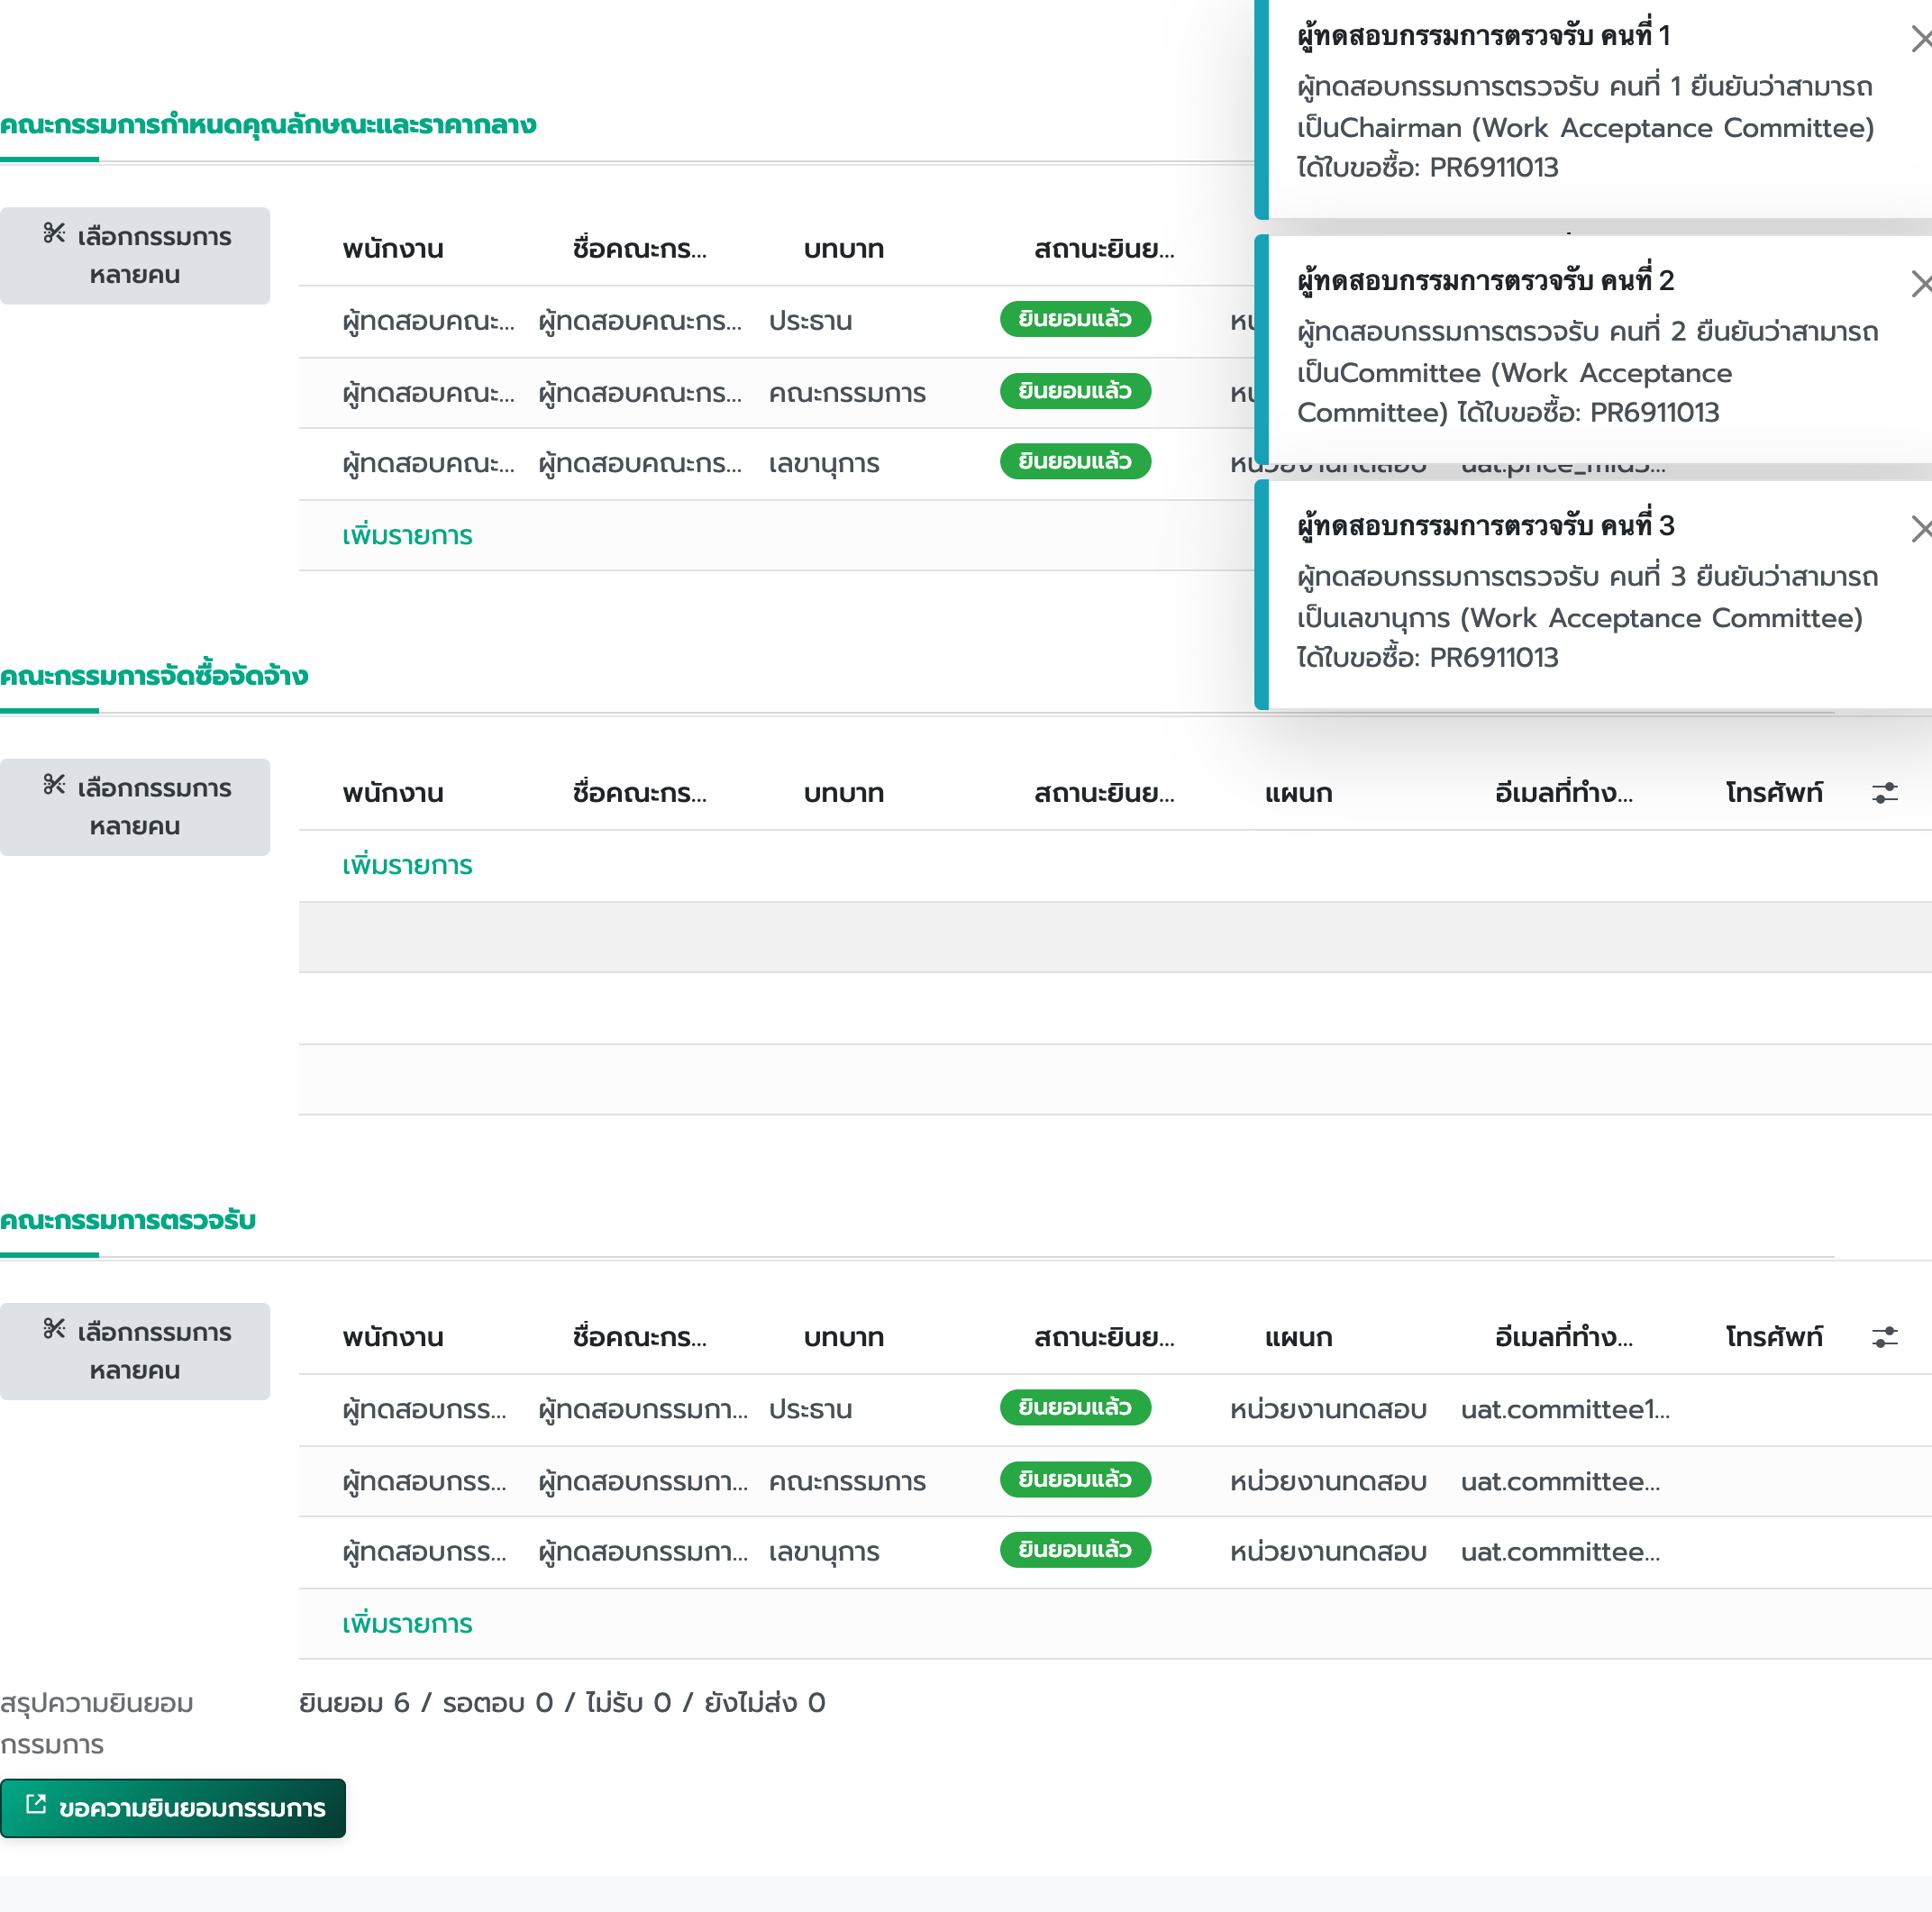 ผู้ทดสอบกรรมการตรวจรับ คนที่ 1
ผู้ทดสอบกรรมการตรวจรับ คนที่ 1 ยืนยันว่าสามารถ
เป็นChairman (Work Acceptance Committee)
ได้ใบขอซื้อ: PR6911013
ผู้ทดสอบกรรมการตรวจรับ คนที่ 2
ผู้ทดสอบกรรมการตรวจรับ คนที่ 2 ยืนยันว่าสามารถ
เป็นCommittee (Work Acceptance
Committee) ได้ใบขอซื้อ: PR6911013
ผู้ทดสอบกรรมการตรวจรับ คนที่ 3
ผู้ทดสอบกรรมการตรวจรับ คนที่ 3 ยืนยันว่าสามารถ
เป็นเลขานุการ (Work Acceptance Committee)
ได้ใบขอซื้อ: PR6911013
คณะกรรมการกำหนดคุณลักษณะและราคากลาง
เลือกกรรมการ
หลายคน
พนักงาน ชื่อคณะกร... บทบาท สถานะยินย...
ผู้ทดสอบคณะ... ผู้ทดสอบคณะกร... ประธาน ยินยอมแล้ว
ผู้ทดสอบคณะ... ผู้ทดสอบคณะกร... คณะกรรมการ ยินยอมแล้ว
ผู้ทดสอบคณะ... ผู้ทดสอบคณะกร... เลขานุการ ยินยอมแล้ว
เพิ่มรายการ
คณะกรรมการจัดซื้อจัดจ้าง
เลือกกรรมการ
หลายคน
พนักงาน ชื่อคณะกร... บทบาท สถานะยินย... แผนก อีเมลที่ทำง... โทรศัพท์
เพิ่มรายการ
คณะกรรมการตรวจรับ
เลือกกรรมการ
หลายคน
พนักงาน ชื่อคณะกร... บทบาท สถานะยินย... แผนก อีเมลที่ทำง... โทรศัพท์
ผู้ทดสอบกรร... ผู้ทดสอบกรรมกา... ประธาน ยินยอมแล้ว หน่วยงานทดสอบ uat.committee1...
ผู้ทดสอบกรร... ผู้ทดสอบกรรมกา... คณะกรรมการ ยินยอมแล้ว หน่วยงานทดสอบ uat.committee...
ผู้ทดสอบกรร... ผู้ทดสอบกรรมกา... เลขานุการ ยินยอมแล้ว หน่วยงานทดสอบ uat.committee...
เพิ่มรายการ
สรุปความยินยอม
กรรมการ
ยินยอม 6 / รอตอบ 0 / ไม่รับ 0 / ยังไม่ส่ง 0
ขอความยินยอมกรรมการ